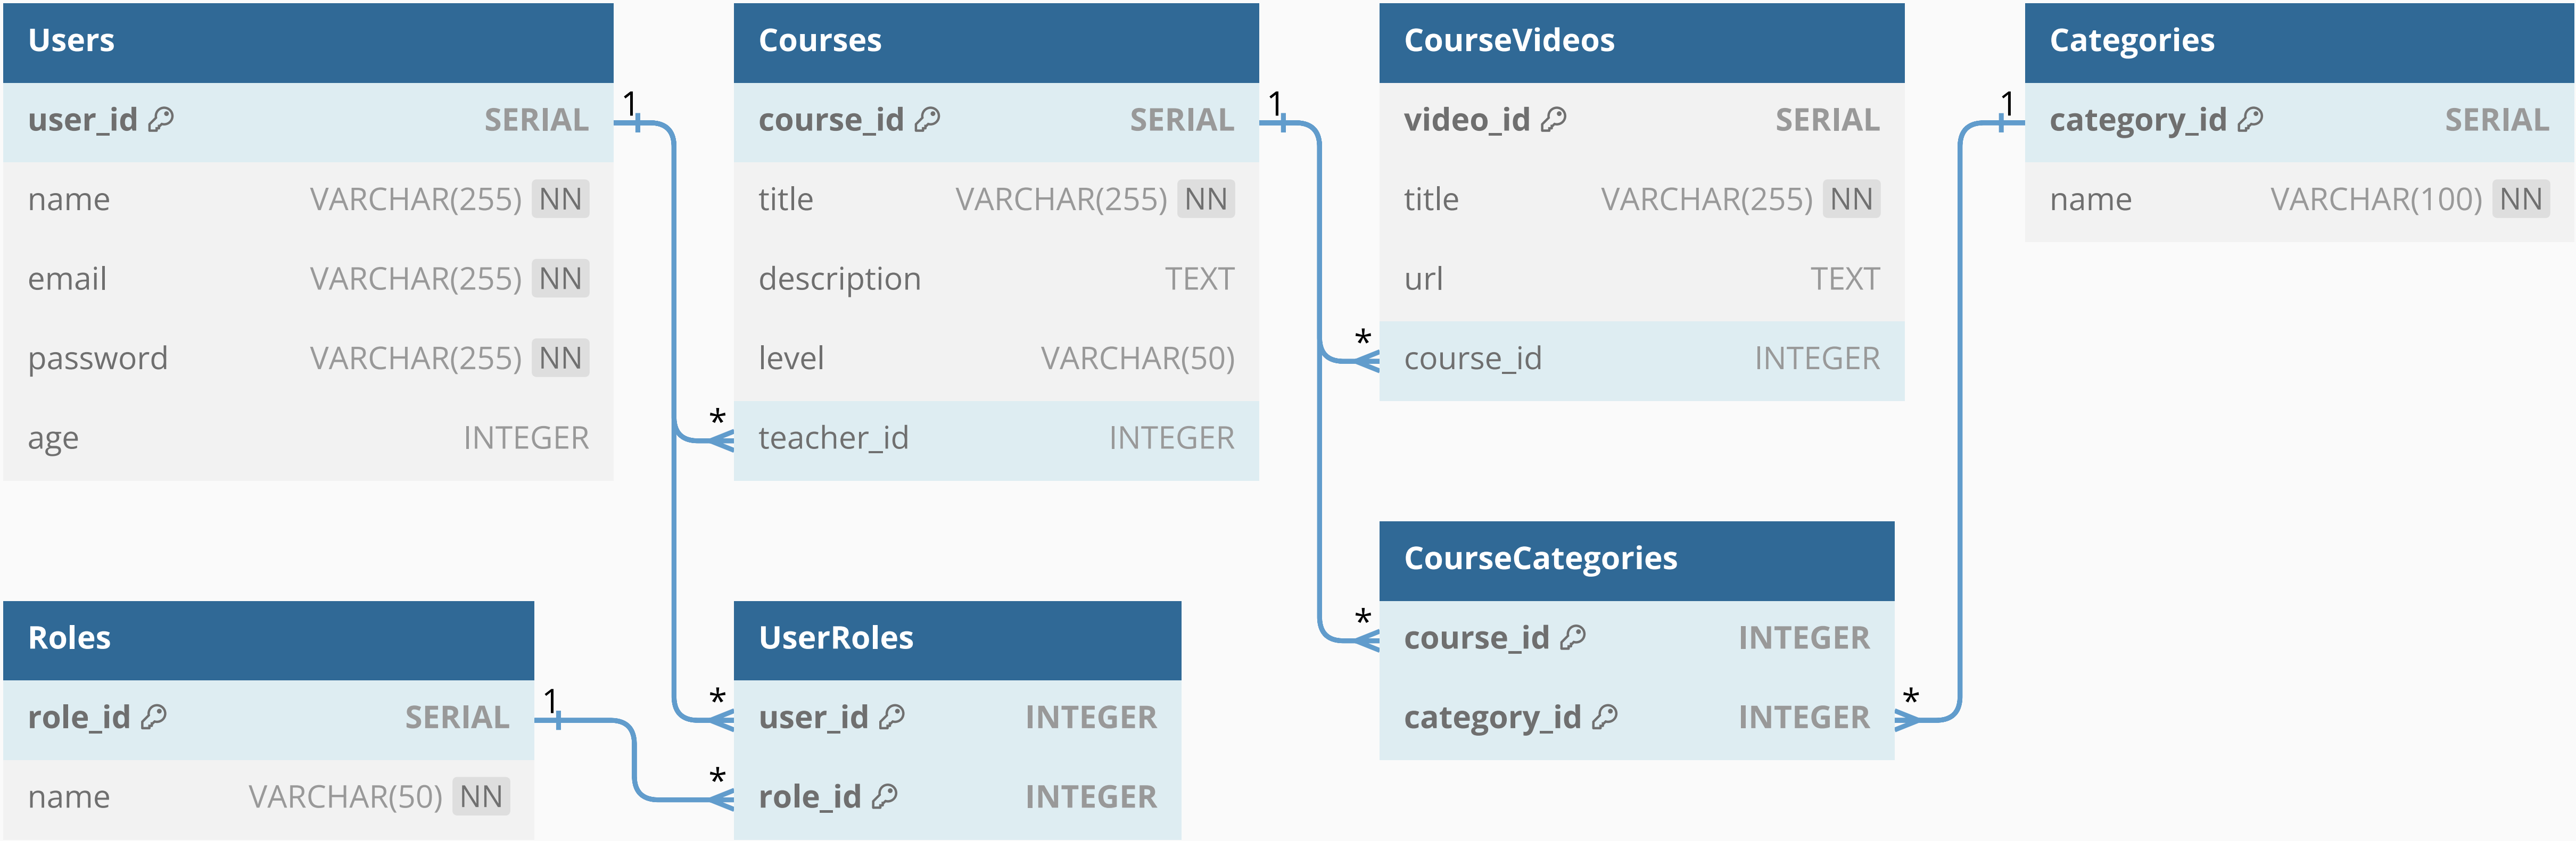 Users
user_id SERIAL
name VARCHAR(255) NN
email VARCHAR(255) NN
password VARCHAR(255) NN
age INTEGER
1
*
*
Courses
course_id SERIAL
title VARCHAR(255) NN
description TEXT
level VARCHAR(50)
teacher_id INTEGER
1
*
*
CourseVideos
video_id SERIAL
title VARCHAR(255) NN
url TEXT
course_id INTEGER
Categories
category_id SERIAL
name VARCHAR(100) NN
1
*
Roles
role_id SERIAL
name VARCHAR(50) NN
1
*
UserRoles
user_id INTEGER
role_id INTEGER
CourseCategories
course_id INTEGER
category_id INTEGER